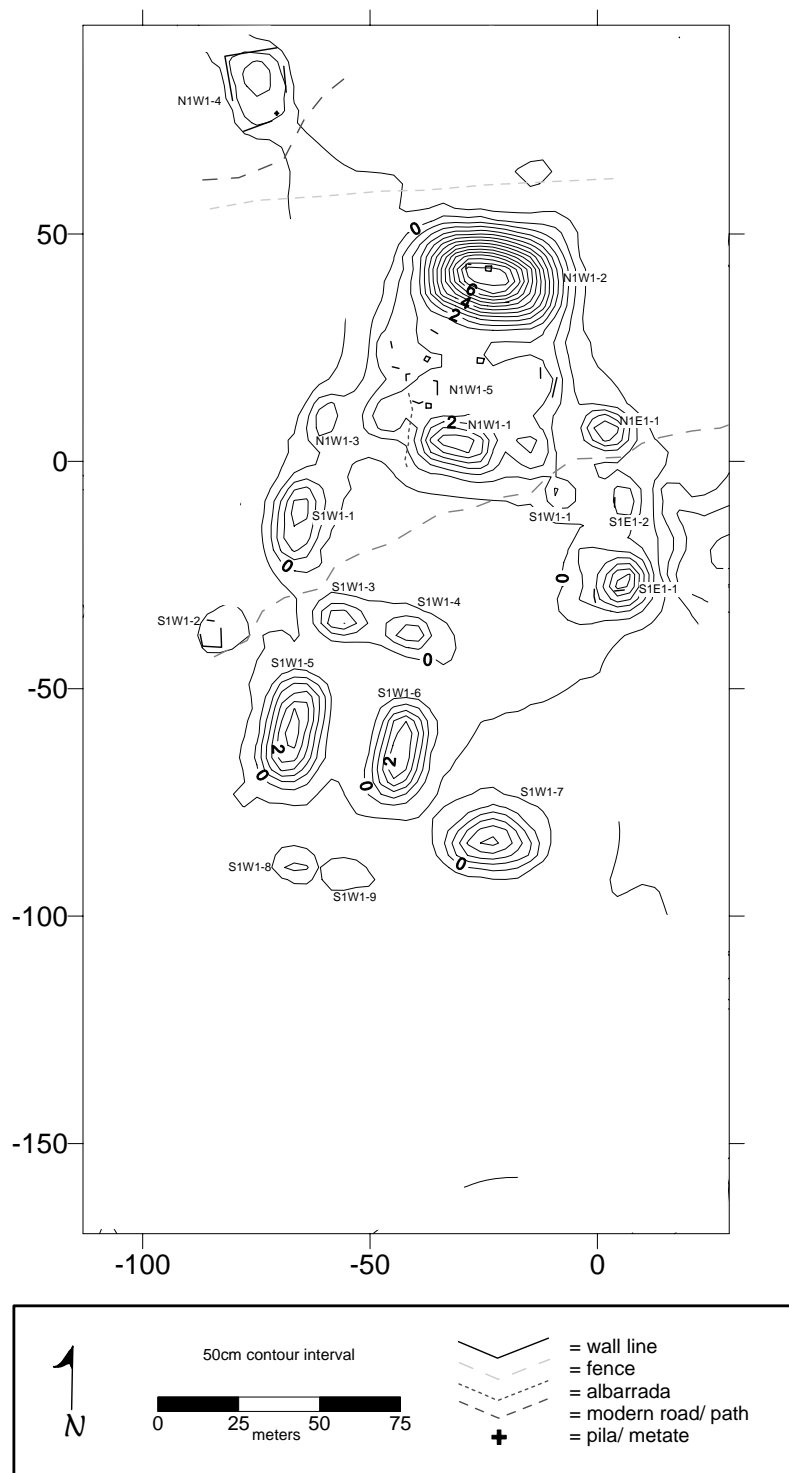 N1W1-4
50
0
N1W1-2
6
4
2
N1W1-5
2
N1W1-1
N1E1-1
N1W1-3
0
S1W1-1
S1W1-1
S1E1-2
0
0
S1E1-1
S1W1-3
S1W1-2
S1W1-4
0
-50
S1W1-5
S1W1-6
2
2
0
0
S1W1-7
S1W1-8
0
S1W1-9
-100
-150
-100
-50
0
50cm contour interval
N
0 25 50 75
meters
= wall line
= fence
= albarrada
= modern road/ path
= pila/ metate